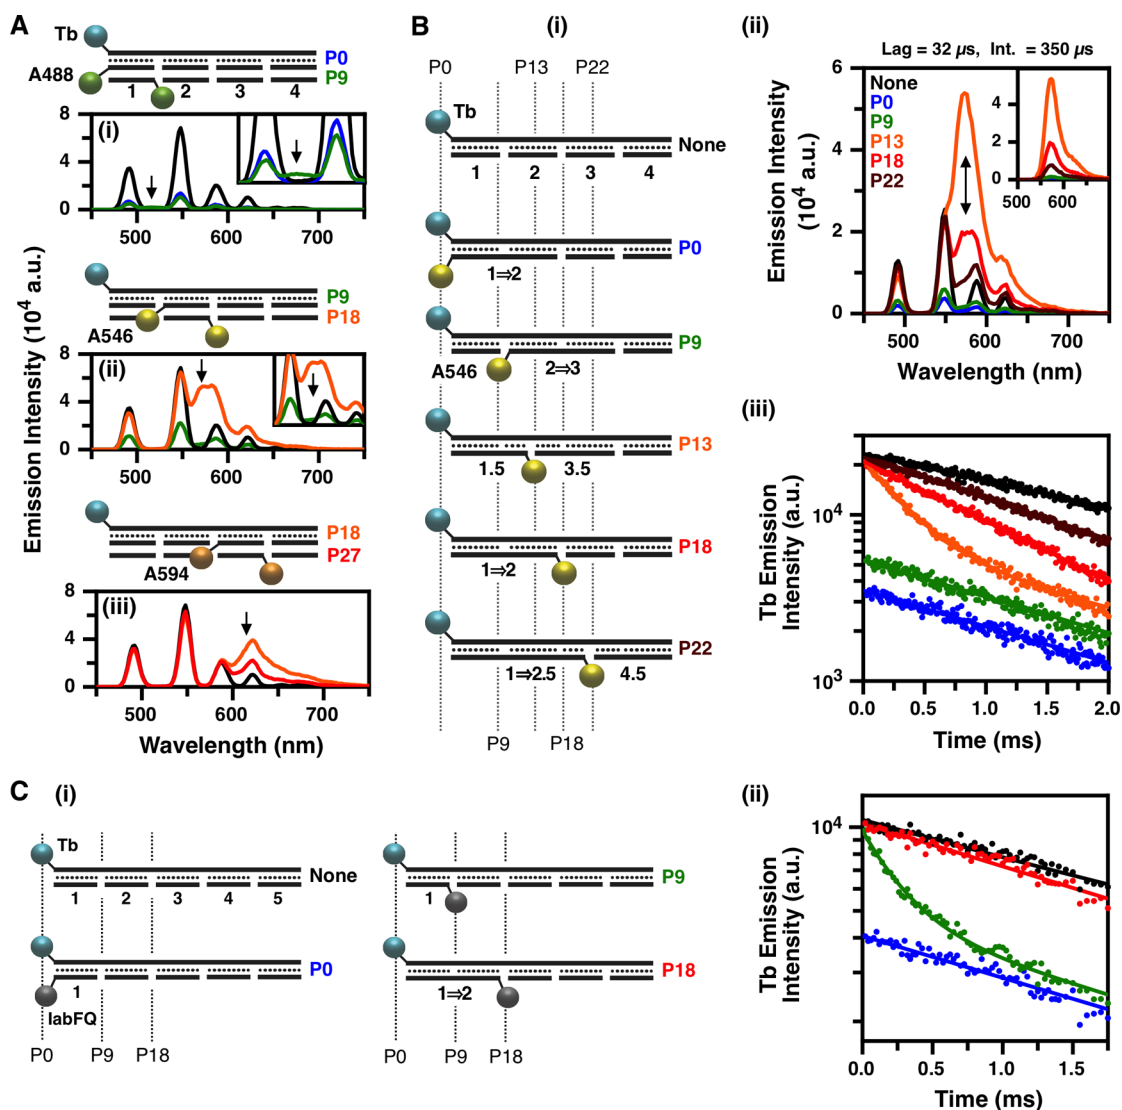 A
Tb
P0
A488
P9
1 2 3 4
(i)
8
4
0
500 600 700
P9
P18
A546
(ii)
8
4
0
500 600 700
P18
P27
A594
(iii)
8
4
0
500 600 700
Emission Intensity (10⁴ a.u.)
Wavelength (nm)
B
(i)
P0 P13 P22
Tb
None
1 2 3 4
P0
1⇒2
P9
A546
2⇒3
P13
1.5 3.5
P18
1⇒2
P22
1⇒2.5 4.5
P9 P18
(ii)
Lag = 32 µs, Int. = 350 µs
6
4
2
0
None
P0
P9
P13
P18
P22
4
2
0
500 600
500 600 700
Emission Intensity
(10⁴ a.u.)
Wavelength (nm)
(iii)
10⁴
10³
0.0 0.5 1.0 1.5 2.0
Tb Emission
Intensity (a.u.)
Time (ms)
C
(i)
Tb
None
1 2 3 4 5
P0
1
IabFQ
P0 P9 P18
P9
1
P18
1⇒2
P0 P9 P18
(ii)
10⁴
0.0 0.5 1.0 1.5
Tb Emission
Intensity (a.u.)
Time (ms)